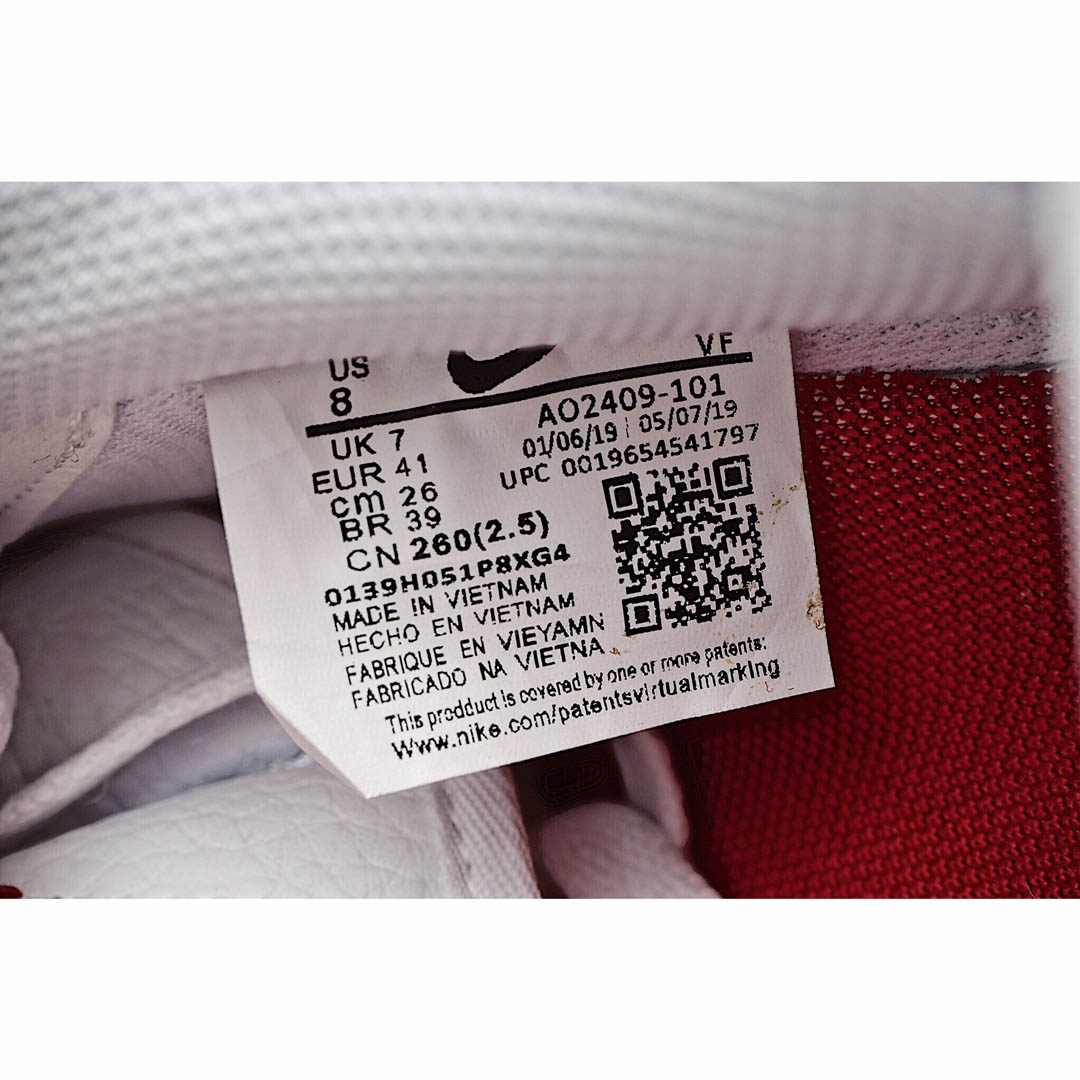 US
8
VF
UK 7
EUR 41
cm 26
BR 39
CN 260(2.5)
AO2409-101
01/06/19 | 05/07/19
UPC 0019654541797
0139H051P8XG4
MADE IN VIETNAM
HECHO EN VIETNAM
FABRIQUE EN VIEYAMN
FABRICADO NA VIETNA
This prodduct is covered by one or more patents:
Www.nike.com/patentsvirtualmarking